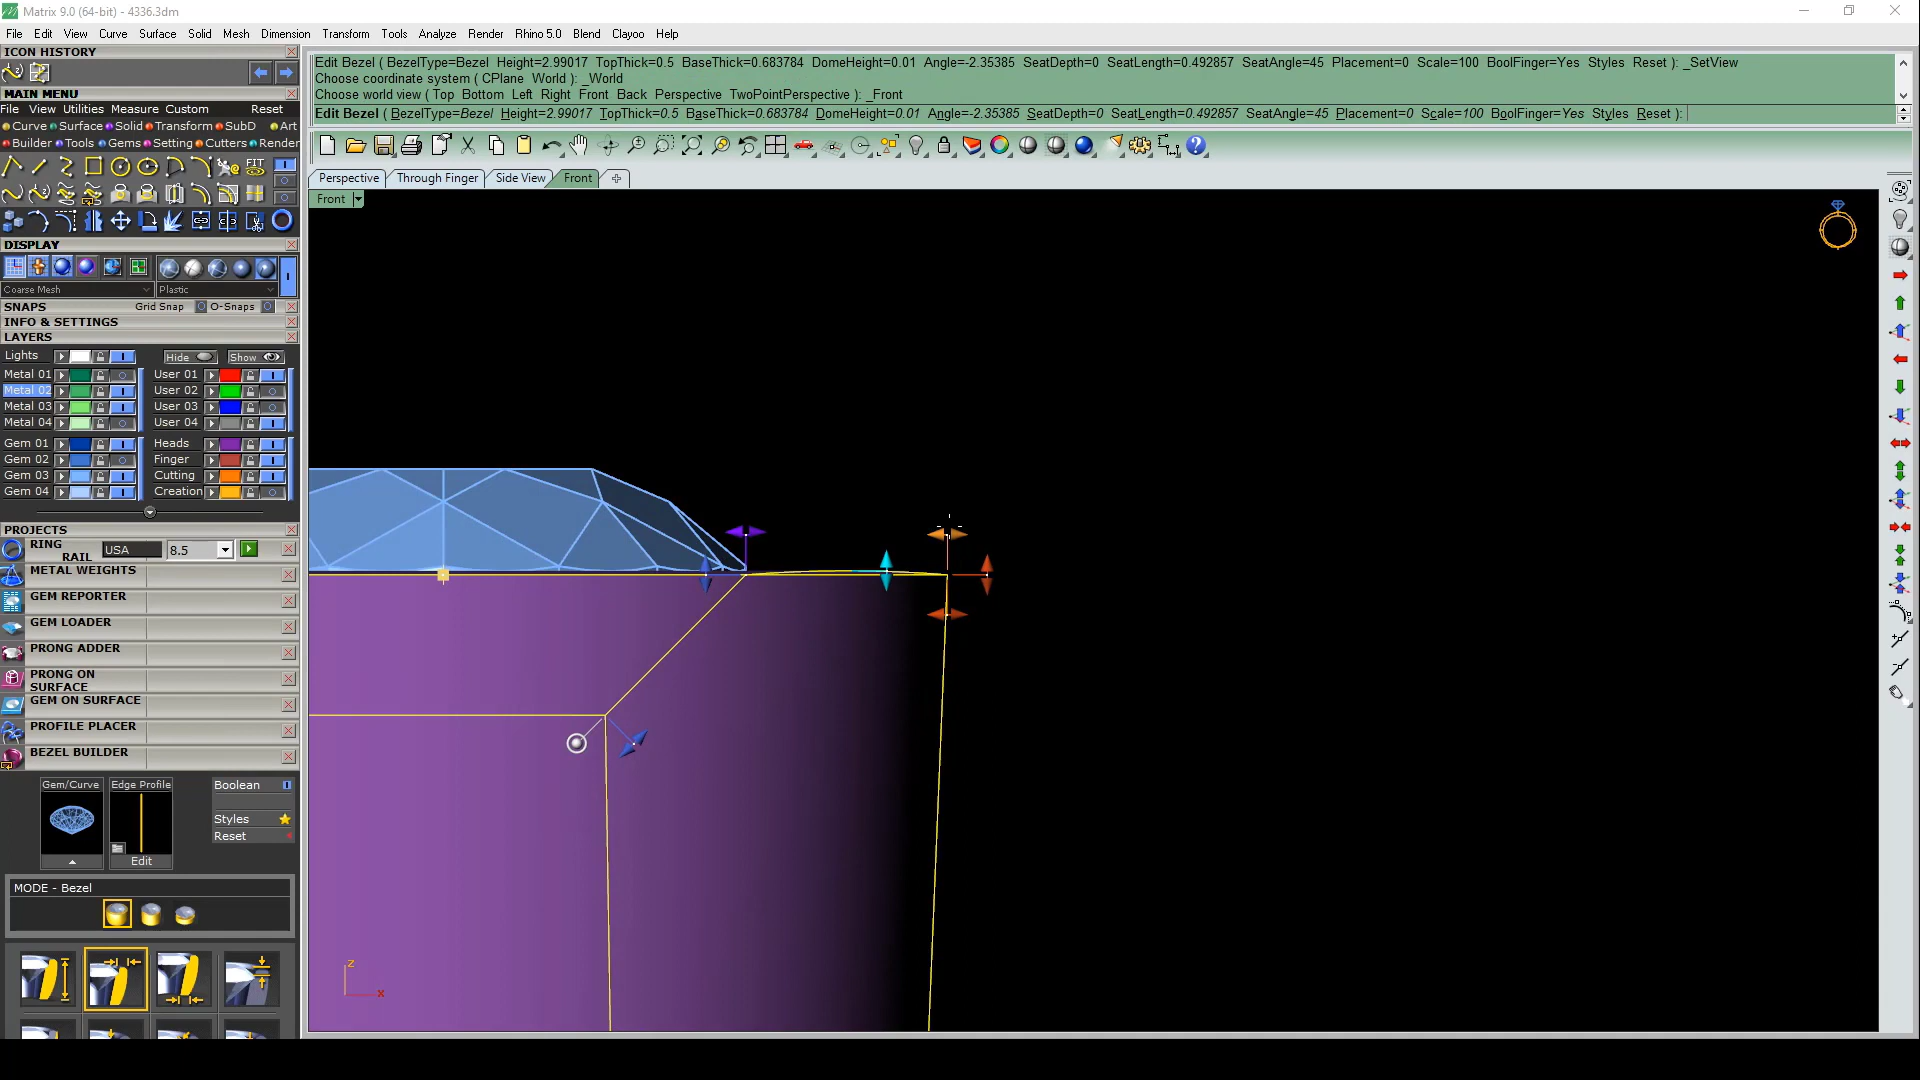 Matrix 9.0 (64-bit) - 4336.3dm
File Edit View Curve Surface Solid Mesh Dimension Transform Tools Analyze Render Rhino 5.0 Blend Clayoo Help
ICON HISTORY
MAIN MENU
File View Utilities Measure Custom Reset
Curve Surface Solid Transform SubD Art
Builder Tools Gems Setting Cutters Render
FIT
DISPLAY
Coarse Mesh Plastic
SNAPS Grid Snap O-Snaps
INFO & SETTINGS
LAYERS
Lights Hide Show
Metal 01 User 01
Metal 02 User 02
Metal 03 User 03
Metal 04 User 04
Gem 01 Heads
Gem 02 Finger
Gem 03 Cutting
Gem 04 Creation
PROJECTS
RING RAIL USA 8.5
METAL WEIGHTS
GEM REPORTER
GEM LOADER
PRONG ADDER
PRONG ON SURFACE
GEM ON SURFACE
PROFILE PLACER
BEZEL BUILDER
Gem/Curve Edge Profile Boolean
Styles
Reset
Edit
MODE - Bezel
Edit Bezel ( BezelType=Bezel Height=2.99017 TopThick=0.5 BaseThick=0.683784 DomeHeight=0.01 Angle=-2.35385 SeatDepth=0 SeatLength=0.492857 SeatAngle=45 Placement=0 Scale=100 BoolFinger=Yes Styles Reset ): _SetView
Choose coordinate system ( CPlane World ): _World
Choose world view ( Top Bottom Left Right Front Back Perspective TwoPointPerspective ): _Front
Edit Bezel ( BezelType=Bezel Height=2.99017 TopThick=0.5 BaseThick=0.683784 DomeHeight=0.01 Angle=-2.35385 SeatDepth=0 SeatLength=0.492857 SeatAngle=45 Placement=0 Scale=100 BoolFinger=Yes Styles Reset ):
Perspective Through Finger Side View Front
Front
z
x